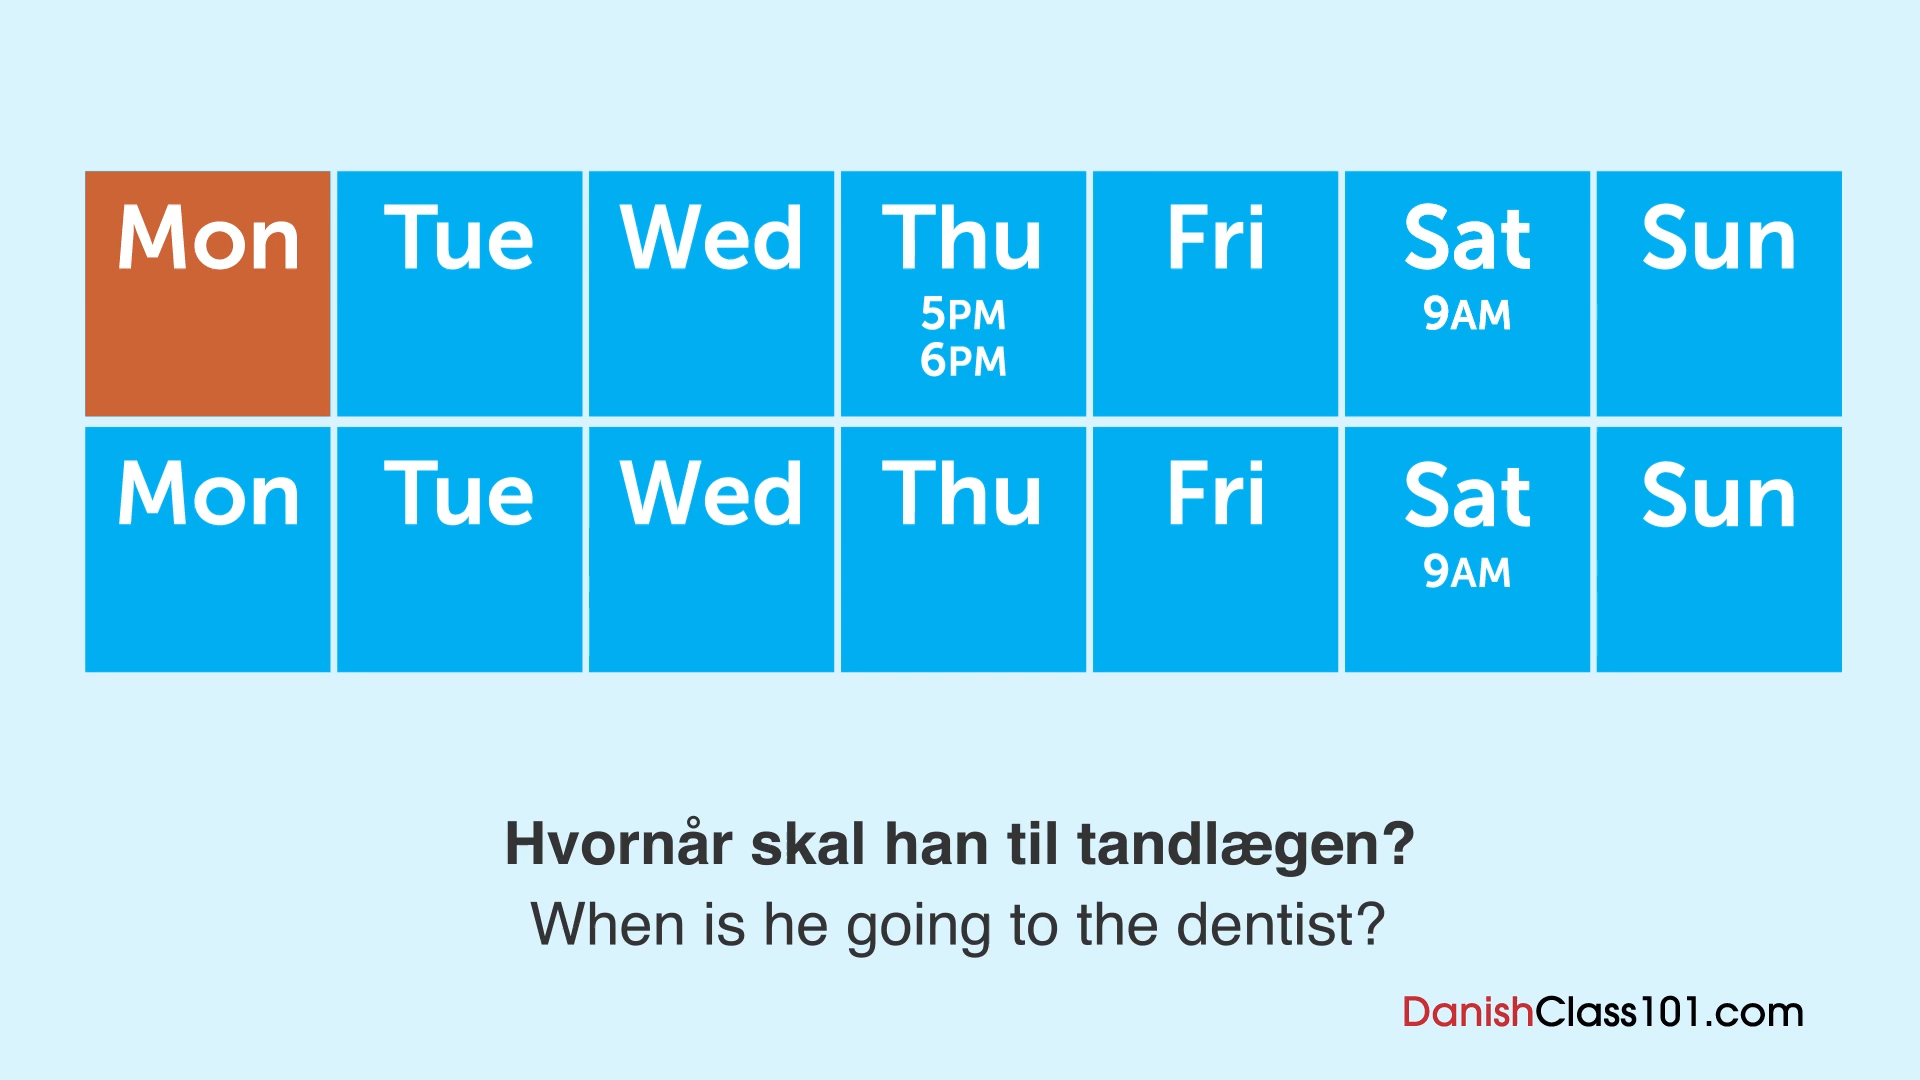 Mon Tue Wed Thu Fri Sat Sun
5PM 9AM
6PM
Mon Tue Wed Thu Fri Sat Sun
9AM
Hvornår skal han til tandlægen?
When is he going to the dentist?
DanishClass101.com